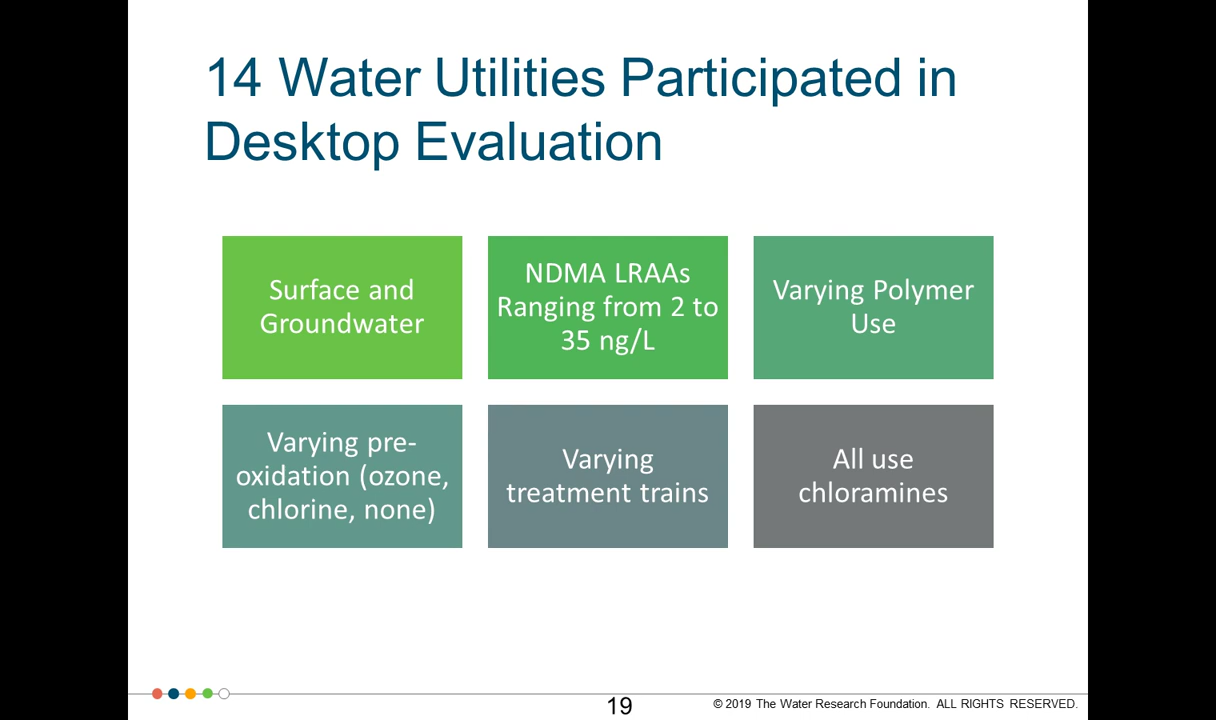 14 Water Utilities Participated in
Desktop Evaluation
Surface and
Groundwater
NDMA LRAAs
Ranging from 2 to
35 ng/L
Varying Polymer
Use
Varying pre-
oxidation (ozone,
chlorine, none)
Varying
treatment trains
All use
chloramines
19
© 2019 The Water Research Foundation. ALL RIGHTS RESERVED.